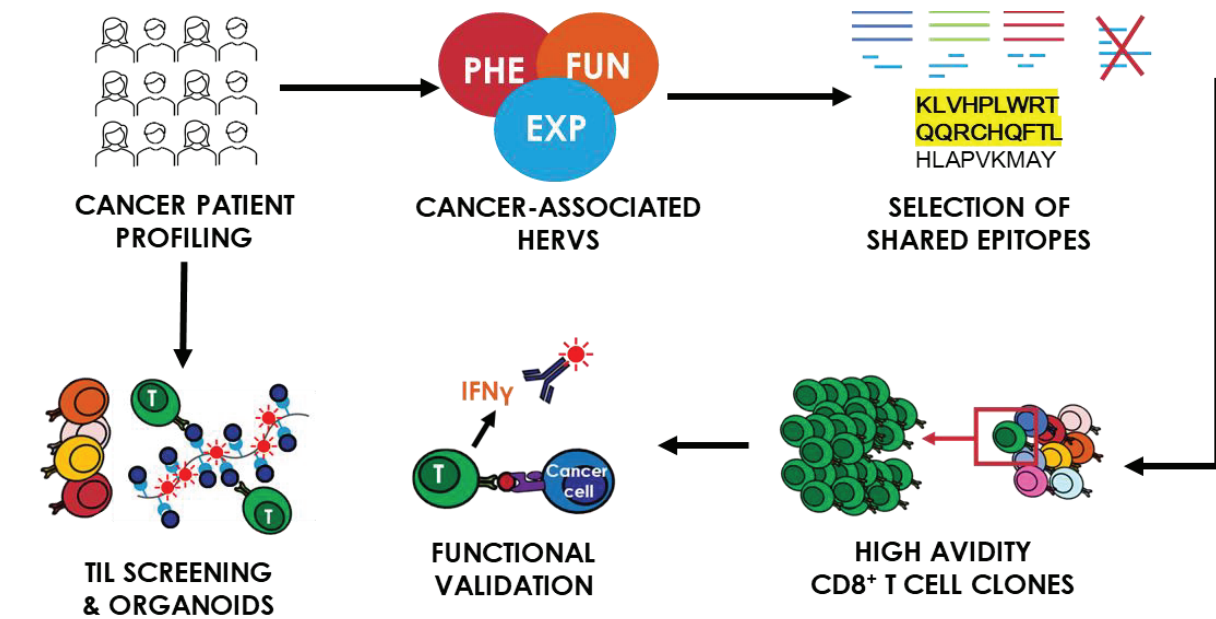 PHE FUN
EXP
KLVHPLWRT
QQRCHQFTL
HLAPVKMAY
CANCER PATIENT
PROFILING
CANCER-ASSOCIATED
HERVS
SELECTION OF
SHARED EPITOPES
T
T
TIL SCREENING
& ORGANOIDS
IFNγ
T
Cancer
cell
FUNCTIONAL
VALIDATION
HIGH AVIDITY
CD8⁺ T CELL CLONES